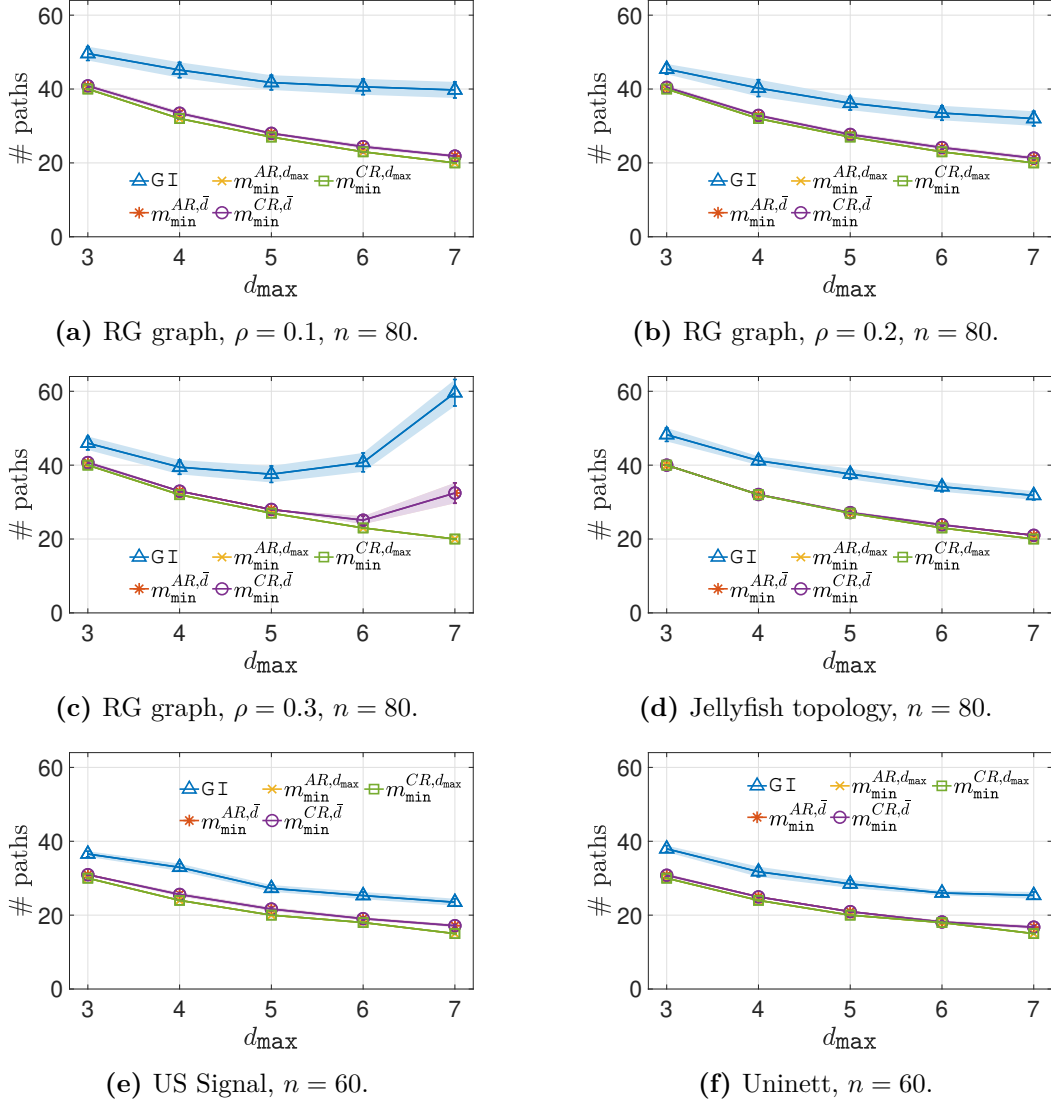 60
40
20
0
# paths
GI
m_min^{AR,d_max}
m_min^{CR,d_max}
m_min^{AR,d̄}
m_min^{CR,d̄}
3 4 5 6 7
d_max
(a) RG graph, ρ = 0.1, n = 80.
60
40
20
0
# paths
GI
m_min^{AR,d_max}
m_min^{CR,d_max}
m_min^{AR,d̄}
m_min^{CR,d̄}
3 4 5 6 7
d_max
(b) RG graph, ρ = 0.2, n = 80.
60
40
20
0
# paths
GI
m_min^{AR,d_max}
m_min^{CR,d_max}
m_min^{AR,d̄}
m_min^{CR,d̄}
3 4 5 6 7
d_max
(c) RG graph, ρ = 0.3, n = 80.
60
40
20
0
# paths
GI
m_min^{AR,d_max}
m_min^{CR,d_max}
m_min^{AR,d̄}
m_min^{CR,d̄}
3 4 5 6 7
d_max
(d) Jellyfish topology, n = 80.
60
40
20
0
# paths
GI
m_min^{AR,d_max}
m_min^{CR,d_max}
m_min^{AR,d̄}
m_min^{CR,d̄}
3 4 5 6 7
d_max
(e) US Signal, n = 60.
60
40
20
0
# paths
GI
m_min^{AR,d_max}
m_min^{CR,d_max}
m_min^{AR,d̄}
m_min^{CR,d̄}
3 4 5 6 7
d_max
(f) Uninett, n = 60.